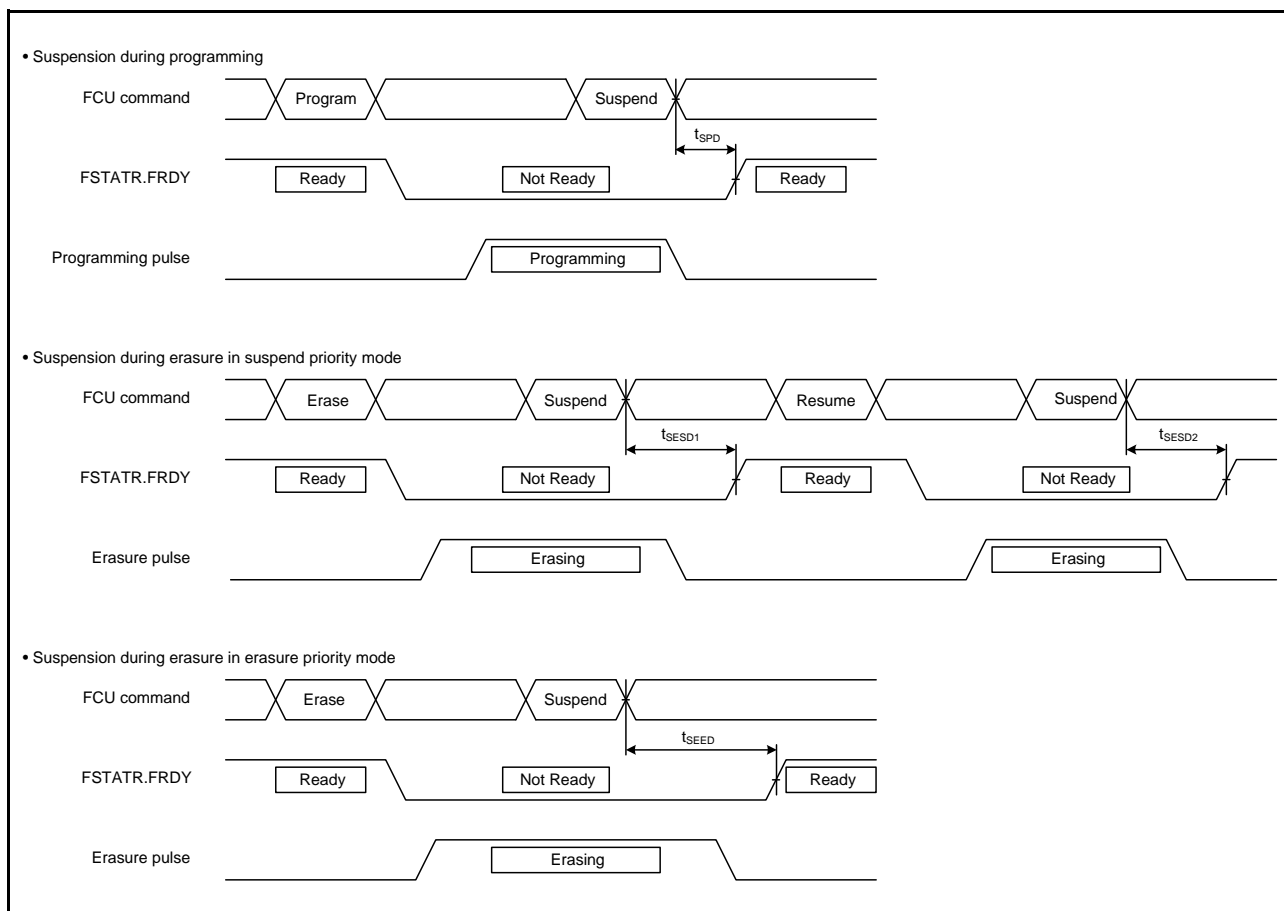 • Suspension during programming
FCU command
Program
Suspend
tSPD
FSTATR.FRDY
Ready
Not Ready
Ready
Programming pulse
Programming
• Suspension during erasure in suspend priority mode
FCU command
Erase
Suspend
Resume
Suspend
tSESD1
tSESD2
FSTATR.FRDY
Ready
Not Ready
Ready
Not Ready
Erasure pulse
Erasing
Erasing
• Suspension during erasure in erasure priority mode
FCU command
Erase
Suspend
tSEED
FSTATR.FRDY
Ready
Not Ready
Ready
Erasure pulse
Erasing